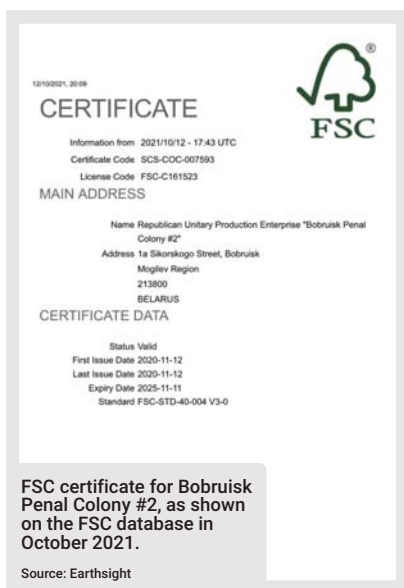 12/10/2021, 20:09
®
FSC
CERTIFICATE
Information from 2021/10/12 - 17:43 UTC
Certificate Code SCS-COC-007593
License Code FSC-C161523
MAIN ADDRESS
Name Republican Unitary Production Enterprise "Bobruisk Penal
Colony #2"
Address 1a Sikorskogo Street, Bobruisk
Mogilev Region
213800
BELARUS
CERTIFICATE DATA
Status Valid
First Issue Date 2020-11-12
Last Issue Date 2020-11-12
Expiry Date 2025-11-11
Standard FSC-STD-40-004 V3-0
FSC certificate for Bobruisk
Penal Colony #2, as shown
on the FSC database in
October 2021.
Source: Earthsight